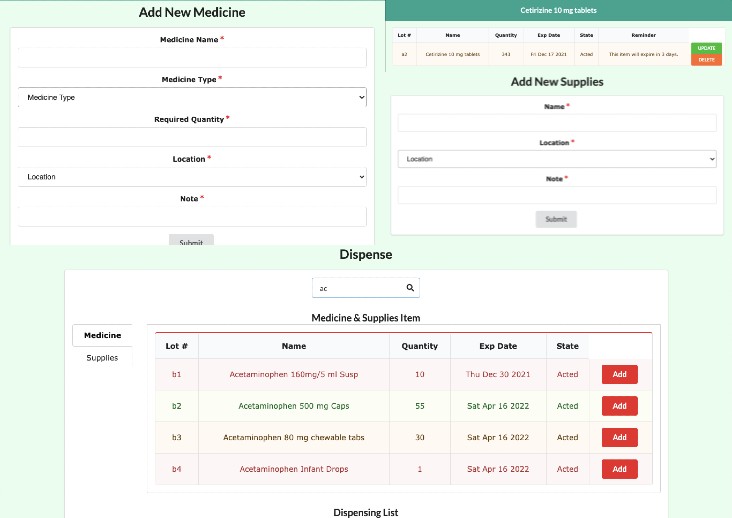 Add New Medicine
Medicine Name *
Medicine Type *
Medicine Type
Required Quantity *
Location *
Location
Note *
Submit
Cetirizine 10 mg tablets
Lot # Name Quantity Exp Date State Reminder
a2 Cetirizine 10 mg tablets 343 Fri Dec 17 2021 Acted This item will expire in 3 days. UPDATE
DELETE
Add New Supplies
Name *
Location *
Location
Note *
Submit
Dispense
ac
Medicine & Supplies Item
Medicine
Supplies
Lot # Name Quantity Exp Date State
b1 Acetaminophen 160mg/5 ml Susp 10 Thu Dec 30 2021 Acted Add
b2 Acetaminophen 500 mg Caps 55 Sat Apr 16 2022 Acted Add
b3 Acetaminophen 80 mg chewable tabs 30 Sat Apr 16 2022 Acted Add
b4 Acetaminophen Infant Drops 1 Sat Apr 16 2022 Acted Add
Dispensing List